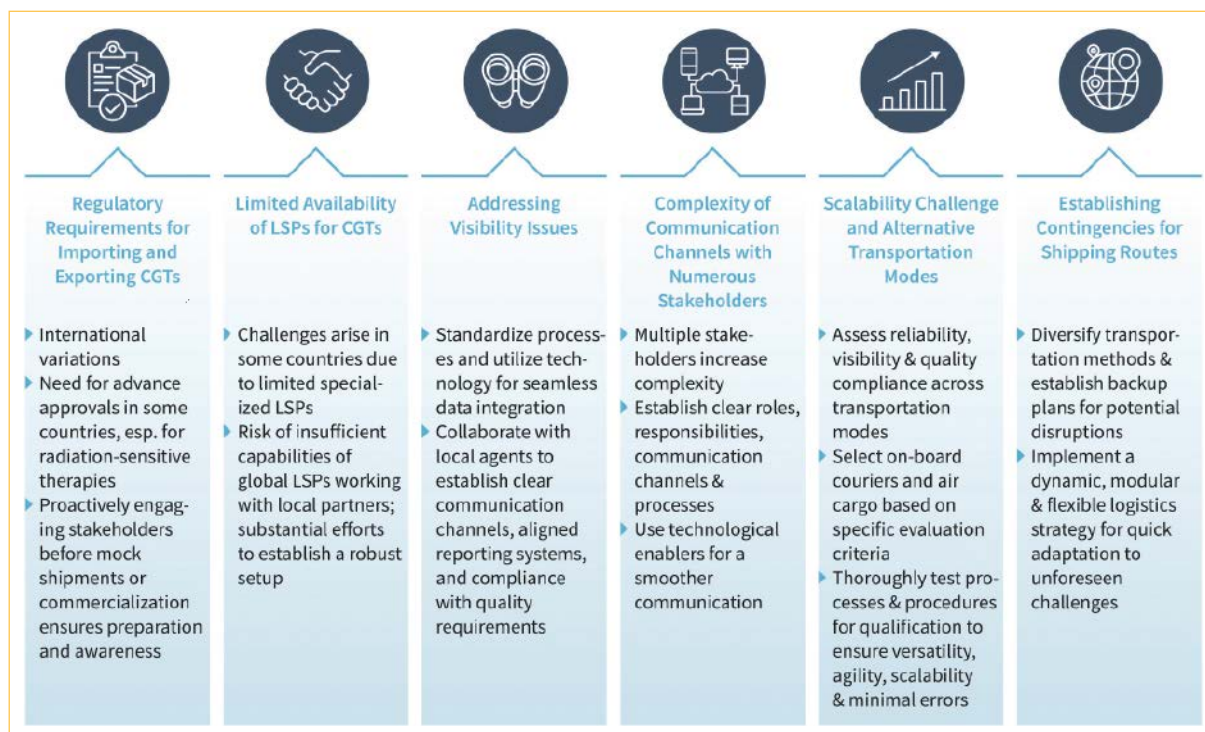 Regulatory
Requirements for
Importing and
Exporting CGTs
International
variations
Need for advance
approvals in some
countries, esp. for
radiation-sensitive
therapies
Proactively engag-
ing stakeholders
before mock
shipments or
commercialization
ensures preparation
and awareness
Limited Availability
of LSPs for CGTs
Challenges arise in
some countries due
to limited special-
ized LSPs
Risk of insufficient
capabilities of
global LSPs working
with local partners;
substantial efforts
to establish a robust
setup
Addressing
Visibility Issues
Standardize process-
es and utilize tech-
nology for seamless
data integration
Collaborate with
local agents to
establish clear
communication
channels, aligned
reporting systems,
and compliance
with quality
requirements
Complexity of
Communication
Channels with
Numerous
Stakeholders
Multiple stake-
holders increase
complexity
Establish clear roles,
responsibilities,
communication
channels &
processes
Use technological
enablers for a
smoother
communication
Scalability Challenge
and Alternative
Transportation
Modes
Assess reliability,
visibility & quality
compliance across
transportation
modes
Select on-board
couriers and air
cargo based on
specific evaluation
criteria
Thoroughly test pro-
cesses & procedures
for qualification to
ensure versatility,
agility, scalability
& minimal errors
Establishing
Contingencies for
Shipping Routes
Diversify transpor-
tation methods &
establish backup
plans for potential
disruptions
Implement a
dynamic, modular
& flexible logistics
strategy for quick
adaptation to
unforeseen
challenges